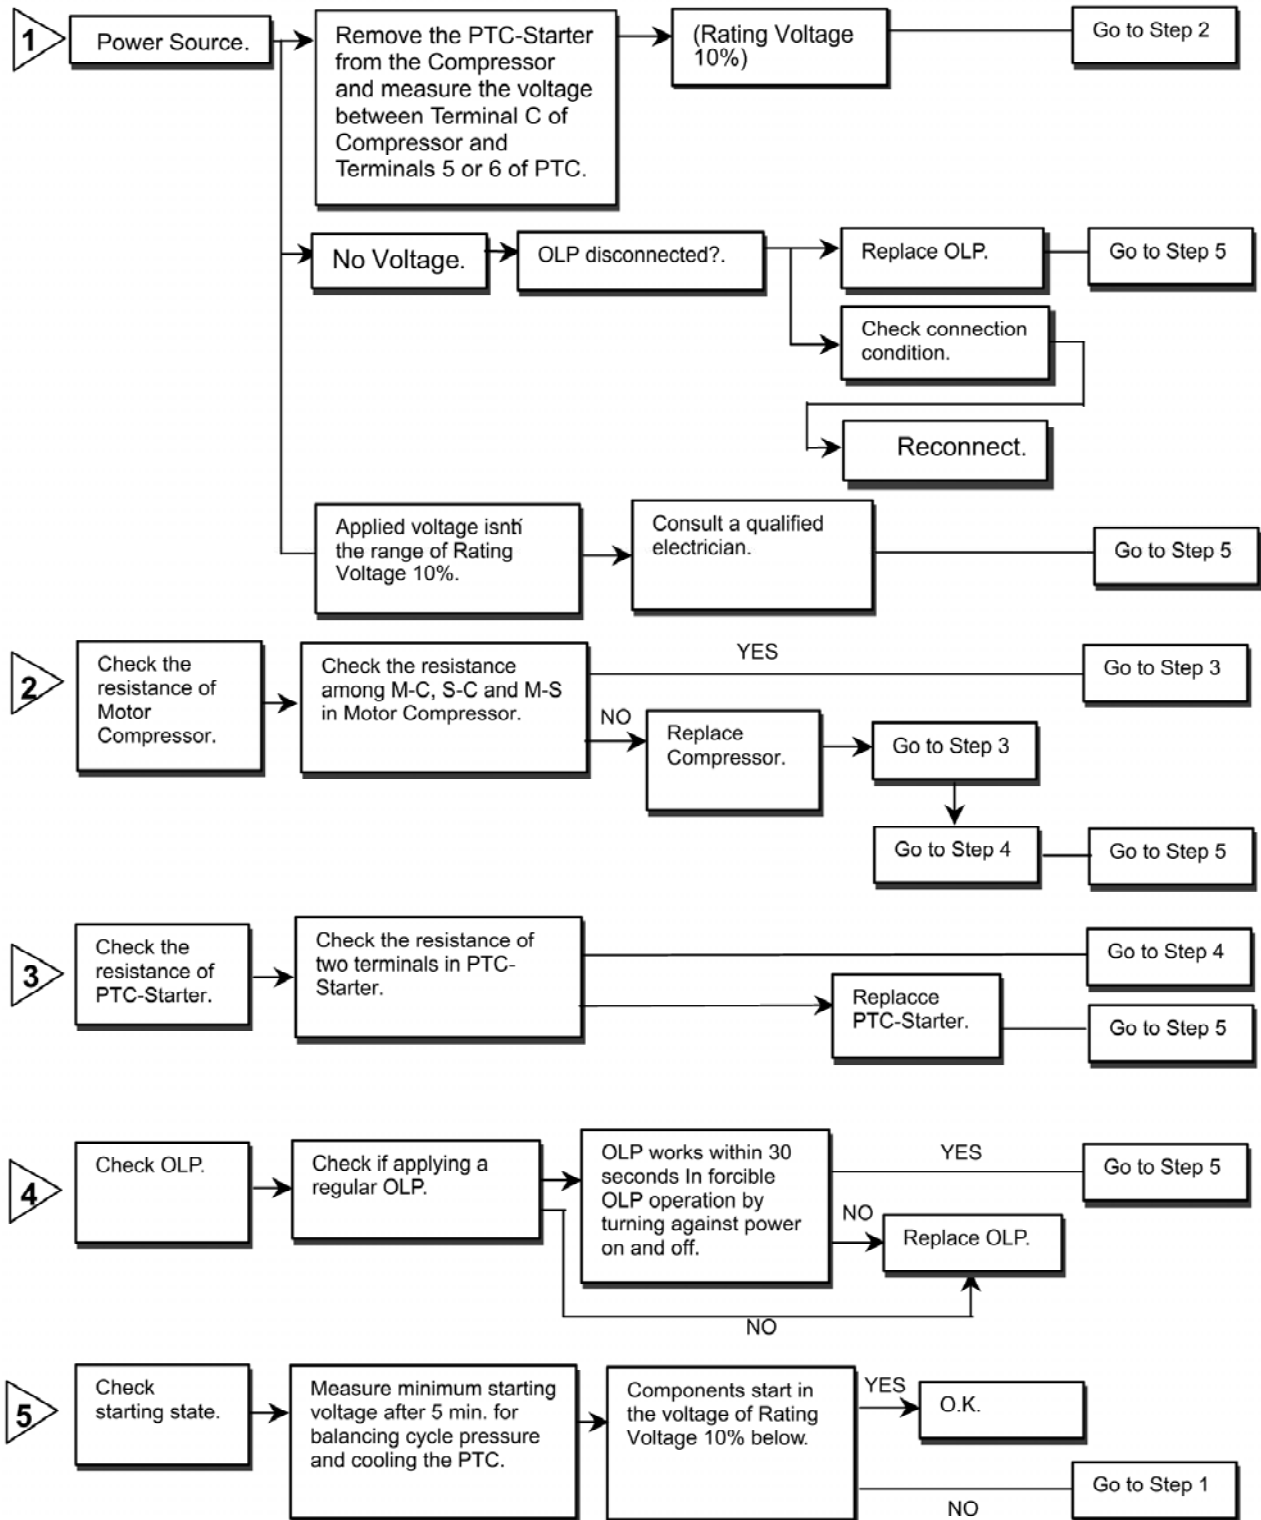 1
Power Source.
Remove the PTC-Starter
from the Compressor
and measure the voltage
between Terminal C of
Compressor and
Terminals 5 or 6 of PTC.
(Rating Voltage
10%)
Go to Step 2
No Voltage.
OLP disconnected?.
Replace OLP.
Go to Step 5
Check connection
condition.
Reconnect.
Applied voltage isntí
the range of Rating
Voltage 10%.
Consult a qualified
electrician.
Go to Step 5
2
Check the
resistance of
Motor
Compressor.
Check the resistance
among M-C, S-C and M-S
in Motor Compressor.
YES
Go to Step 3
NO
Replace
Compressor.
Go to Step 3
Go to Step 4
Go to Step 5
3
Check the
resistance of
PTC-Starter.
Check the resistance of
two terminals in PTC-
Starter.
Go to Step 4
Replacce
PTC-Starter.
Go to Step 5
4
Check OLP.
Check if applying a
regular OLP.
OLP works within 30
seconds In forcible
OLP operation by
turning against power
on and off.
YES
Go to Step 5
NO
Replace OLP.
NO
5
Check
starting state.
Measure minimum starting
voltage after 5 min. for
balancing cycle pressure
and cooling the PTC.
Components start in
the voltage of Rating
Voltage 10% below.
YES
O.K.
NO
Go to Step 1